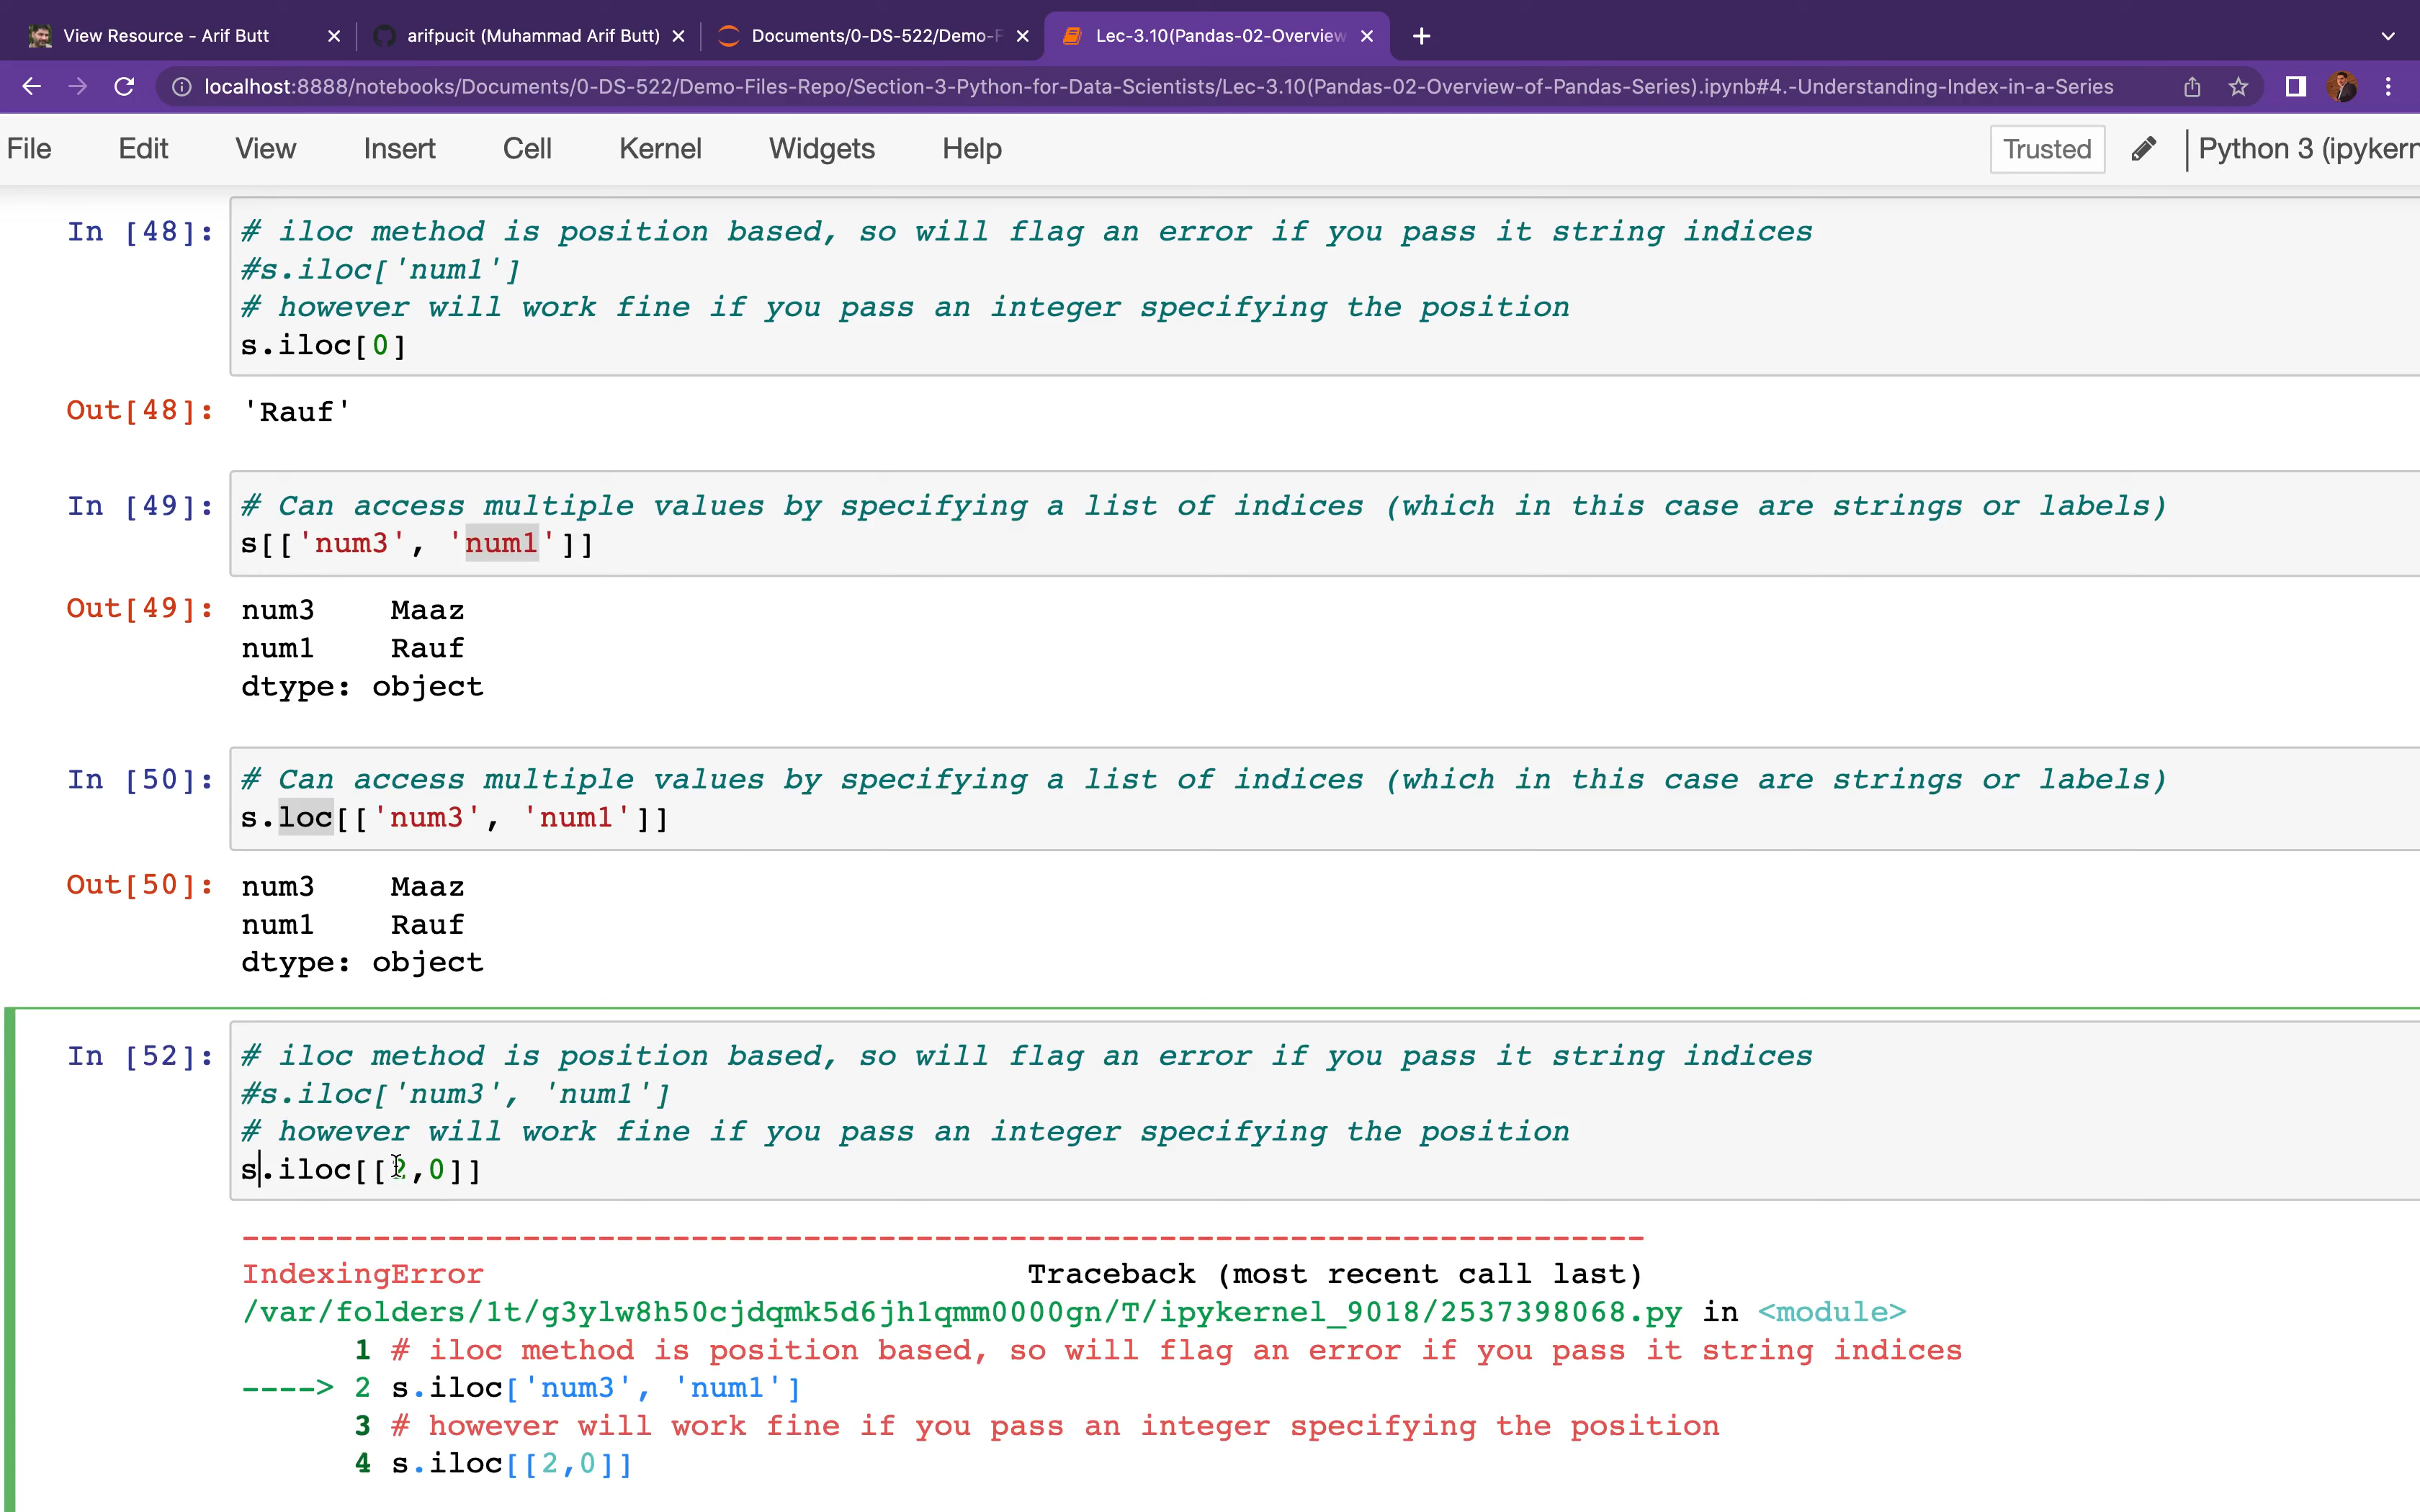 View Resource - Arif Butt
arifpucit (Muhammad Arif Butt)
Documents/0-DS-522/Demo-F
Lec-3.10(Pandas-02-Overview
localhost:8888/notebooks/Documents/0-DS-522/Demo-Files-Repo/Section-3-Python-for-Data-Scientists/Lec-3.10(Pandas-02-Overview-of-Pandas-Series).ipynb#4.-Understanding-Index-in-a-Series
File Edit View Insert Cell Kernel Widgets Help Trusted Python 3 (ipykern
In [48]: # iloc method is position based, so will flag an error if you pass it string indices
#s.iloc['num1']
# however will work fine if you pass an integer specifying the position
s.iloc[0]
Out[48]: 'Rauf'
In [49]: # Can access multiple values by specifying a list of indices (which in this case are strings or labels)
s[['num3', 'num1']]
Out[49]: num3 Maaz
num1 Rauf
dtype: object
In [50]: # Can access multiple values by specifying a list of indices (which in this case are strings or labels)
s.loc[['num3', 'num1']]
Out[50]: num3 Maaz
num1 Rauf
dtype: object
In [52]: # iloc method is position based, so will flag an error if you pass it string indices
#s.iloc['num3', 'num1']
# however will work fine if you pass an integer specifying the position
s.iloc[[2,0]]
---------------------------------------------------------------------------
IndexingError Traceback (most recent call last)
/var/folders/1t/g3ylw8h50cjdqmk5d6jh1qmm0000gn/T/ipykernel_9018/2537398068.py in <module>
1 # iloc method is position based, so will flag an error if you pass it string indices
----> 2 s.iloc['num3', 'num1']
3 # however will work fine if you pass an integer specifying the position
4 s.iloc[[2,0]]